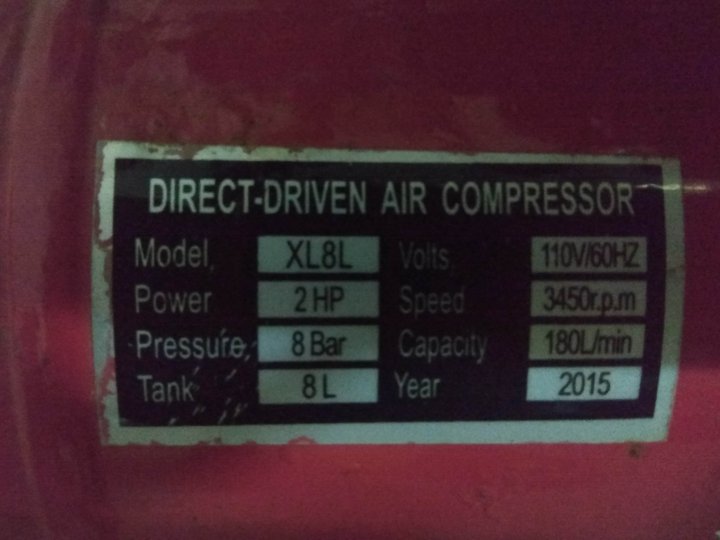 DIRECT-DRIVEN AIR COMPRESSOR
Model XL8L Volts 110V/60HZ
Power 2 HP Speed 3450r.p.m
Pressure 8 Bar Capacity 180L/min
Tank 8 L Year 2015